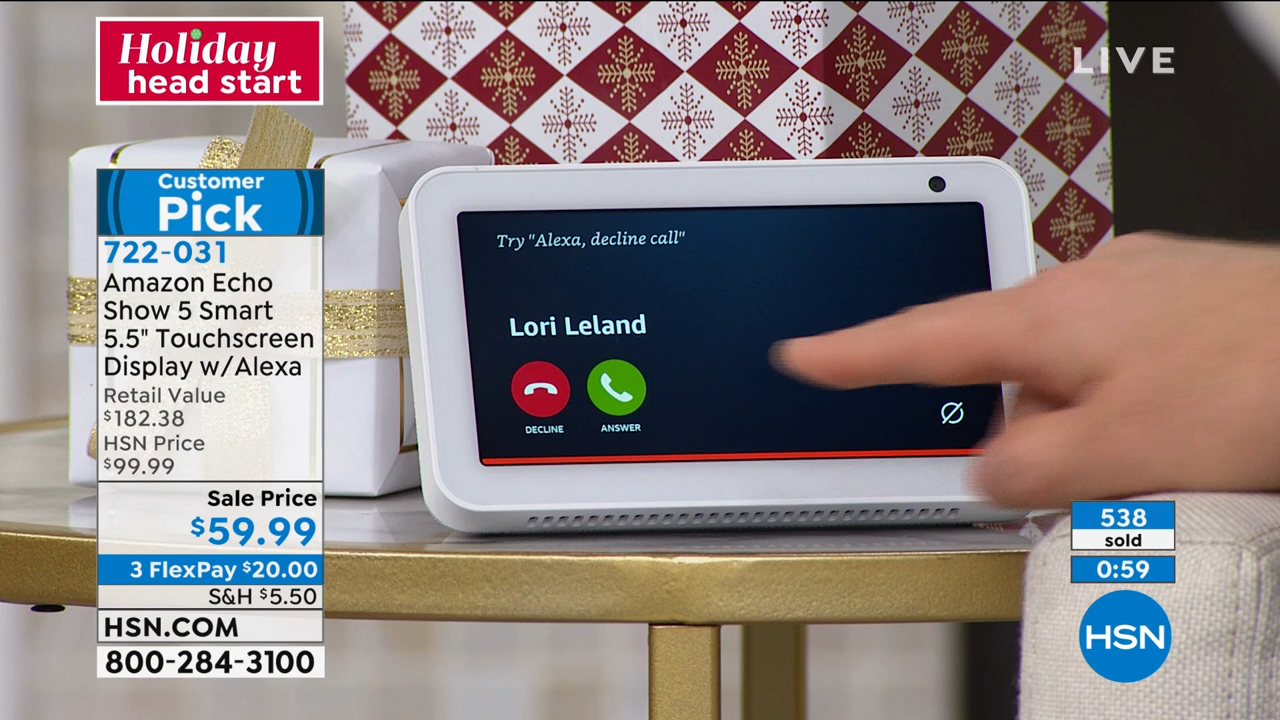 Holiday
head start
LIVE
Customer
Pick
722-031
Amazon Echo
Show 5 Smart
5.5" Touchscreen
Display w/Alexa
Retail Value
$182.38
HSN Price
$99.99
Sale Price
$59.99
3 FlexPay $20.00
S&H $5.50
HSN.COM
800-284-3100
Try "Alexa, decline call"
Lori Leland
DECLINE
ANSWER
538
sold
0:59
HSN